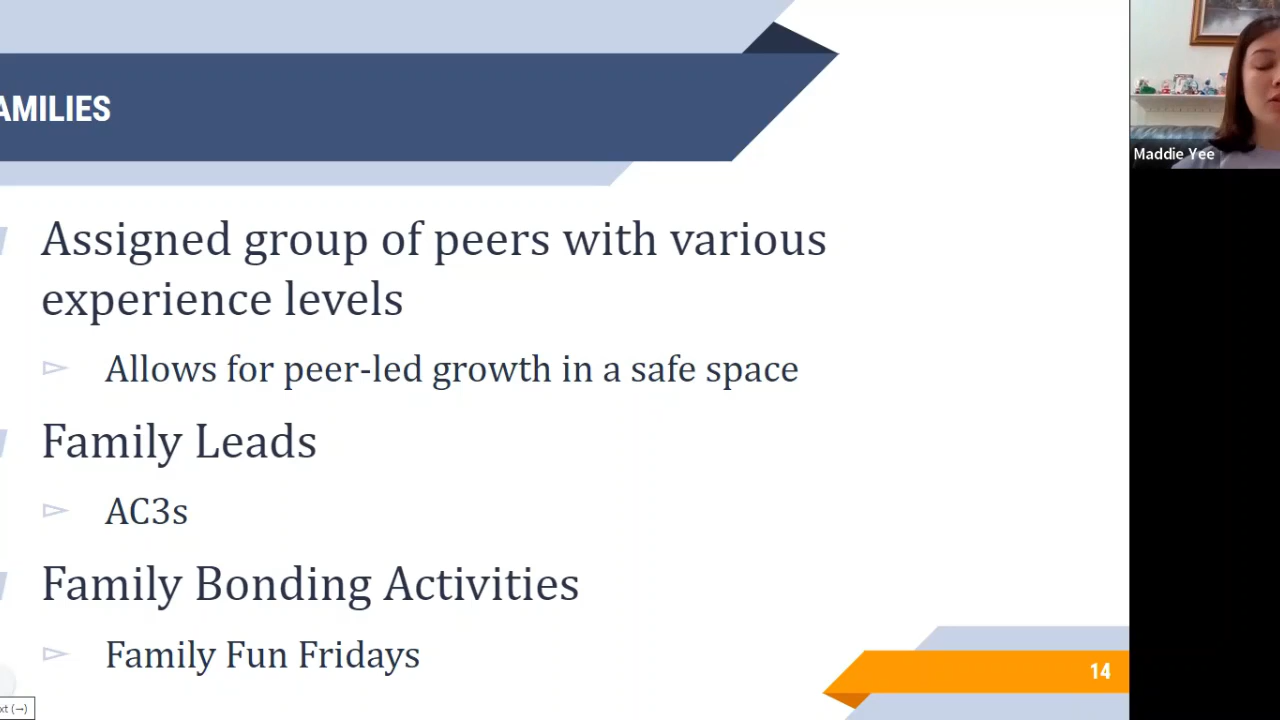 AMILIES
Maddie Yee
Assigned group of peers with various
experience levels
Allows for peer-led growth in a safe space
Family Leads
AC3s
Family Bonding Activities
Family Fun Fridays
14
xt (→)